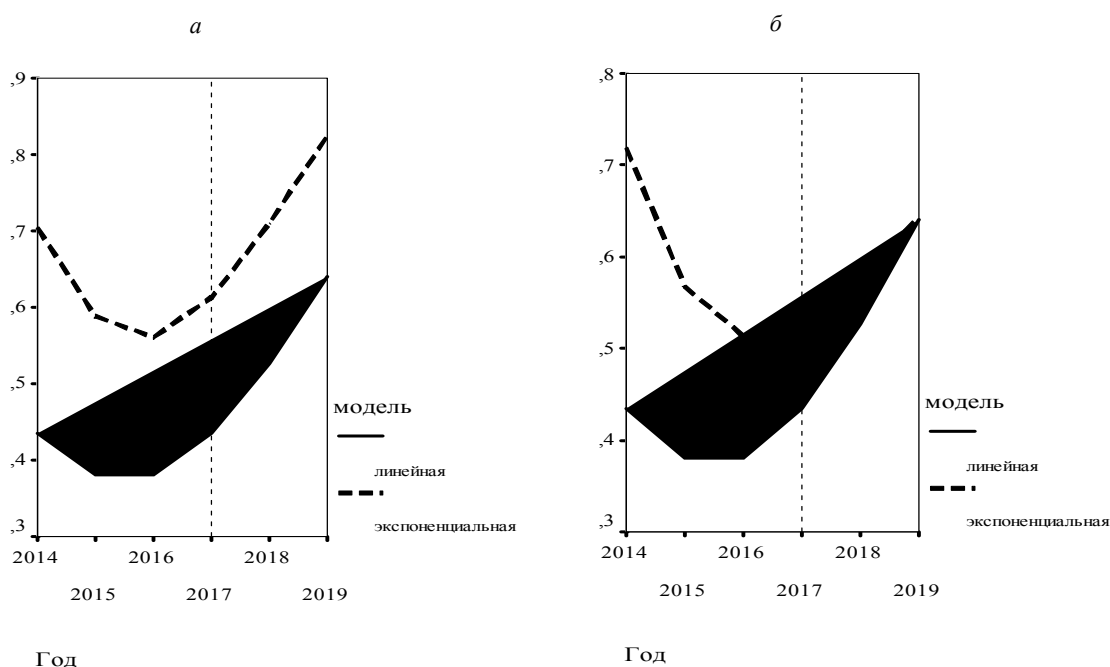 а
,9
,8
,7
,6
,5
,4
,3
2014
2016
2018
2015
2017
2019
Год
модель
линейная
экспоненциальная
б
,8
,7
,6
,5
,4
,3
2014
2016
2018
2015
2017
2019
Год
модель
линейная
экспоненциальная